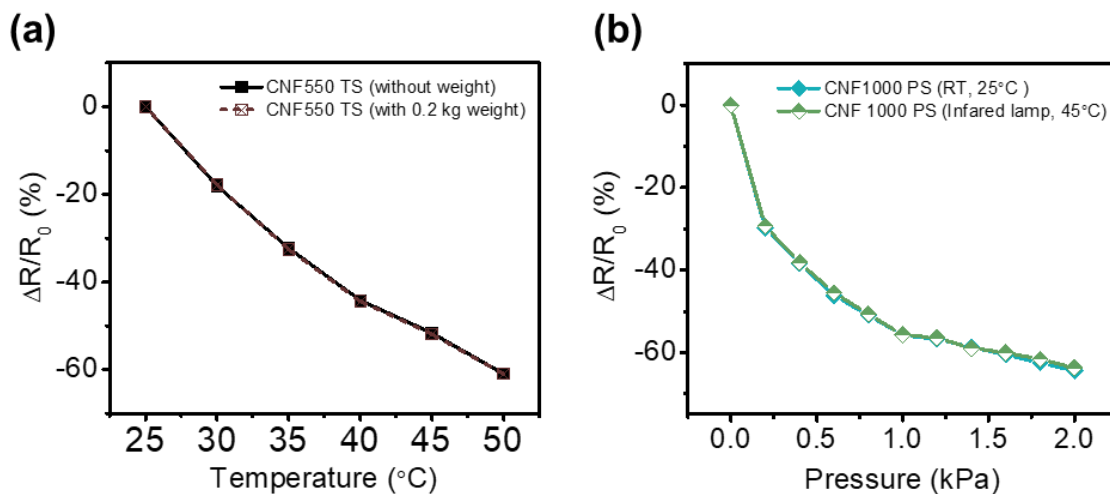 (a)
CNF550 TS (without weight)
CNF550 TS (with 0.2 kg weight)
0
-20
-40
-60
ΔR/R₀ (%)
25 30 35 40 45 50
Temperature (°C)
(b)
CNF1000 PS (RT, 25°C )
CNF 1000 PS (Infared lamp, 45°C)
0
-20
-40
-60
ΔR/R₀ (%)
0.0 0.5 1.0 1.5 2.0
Pressure (kPa)